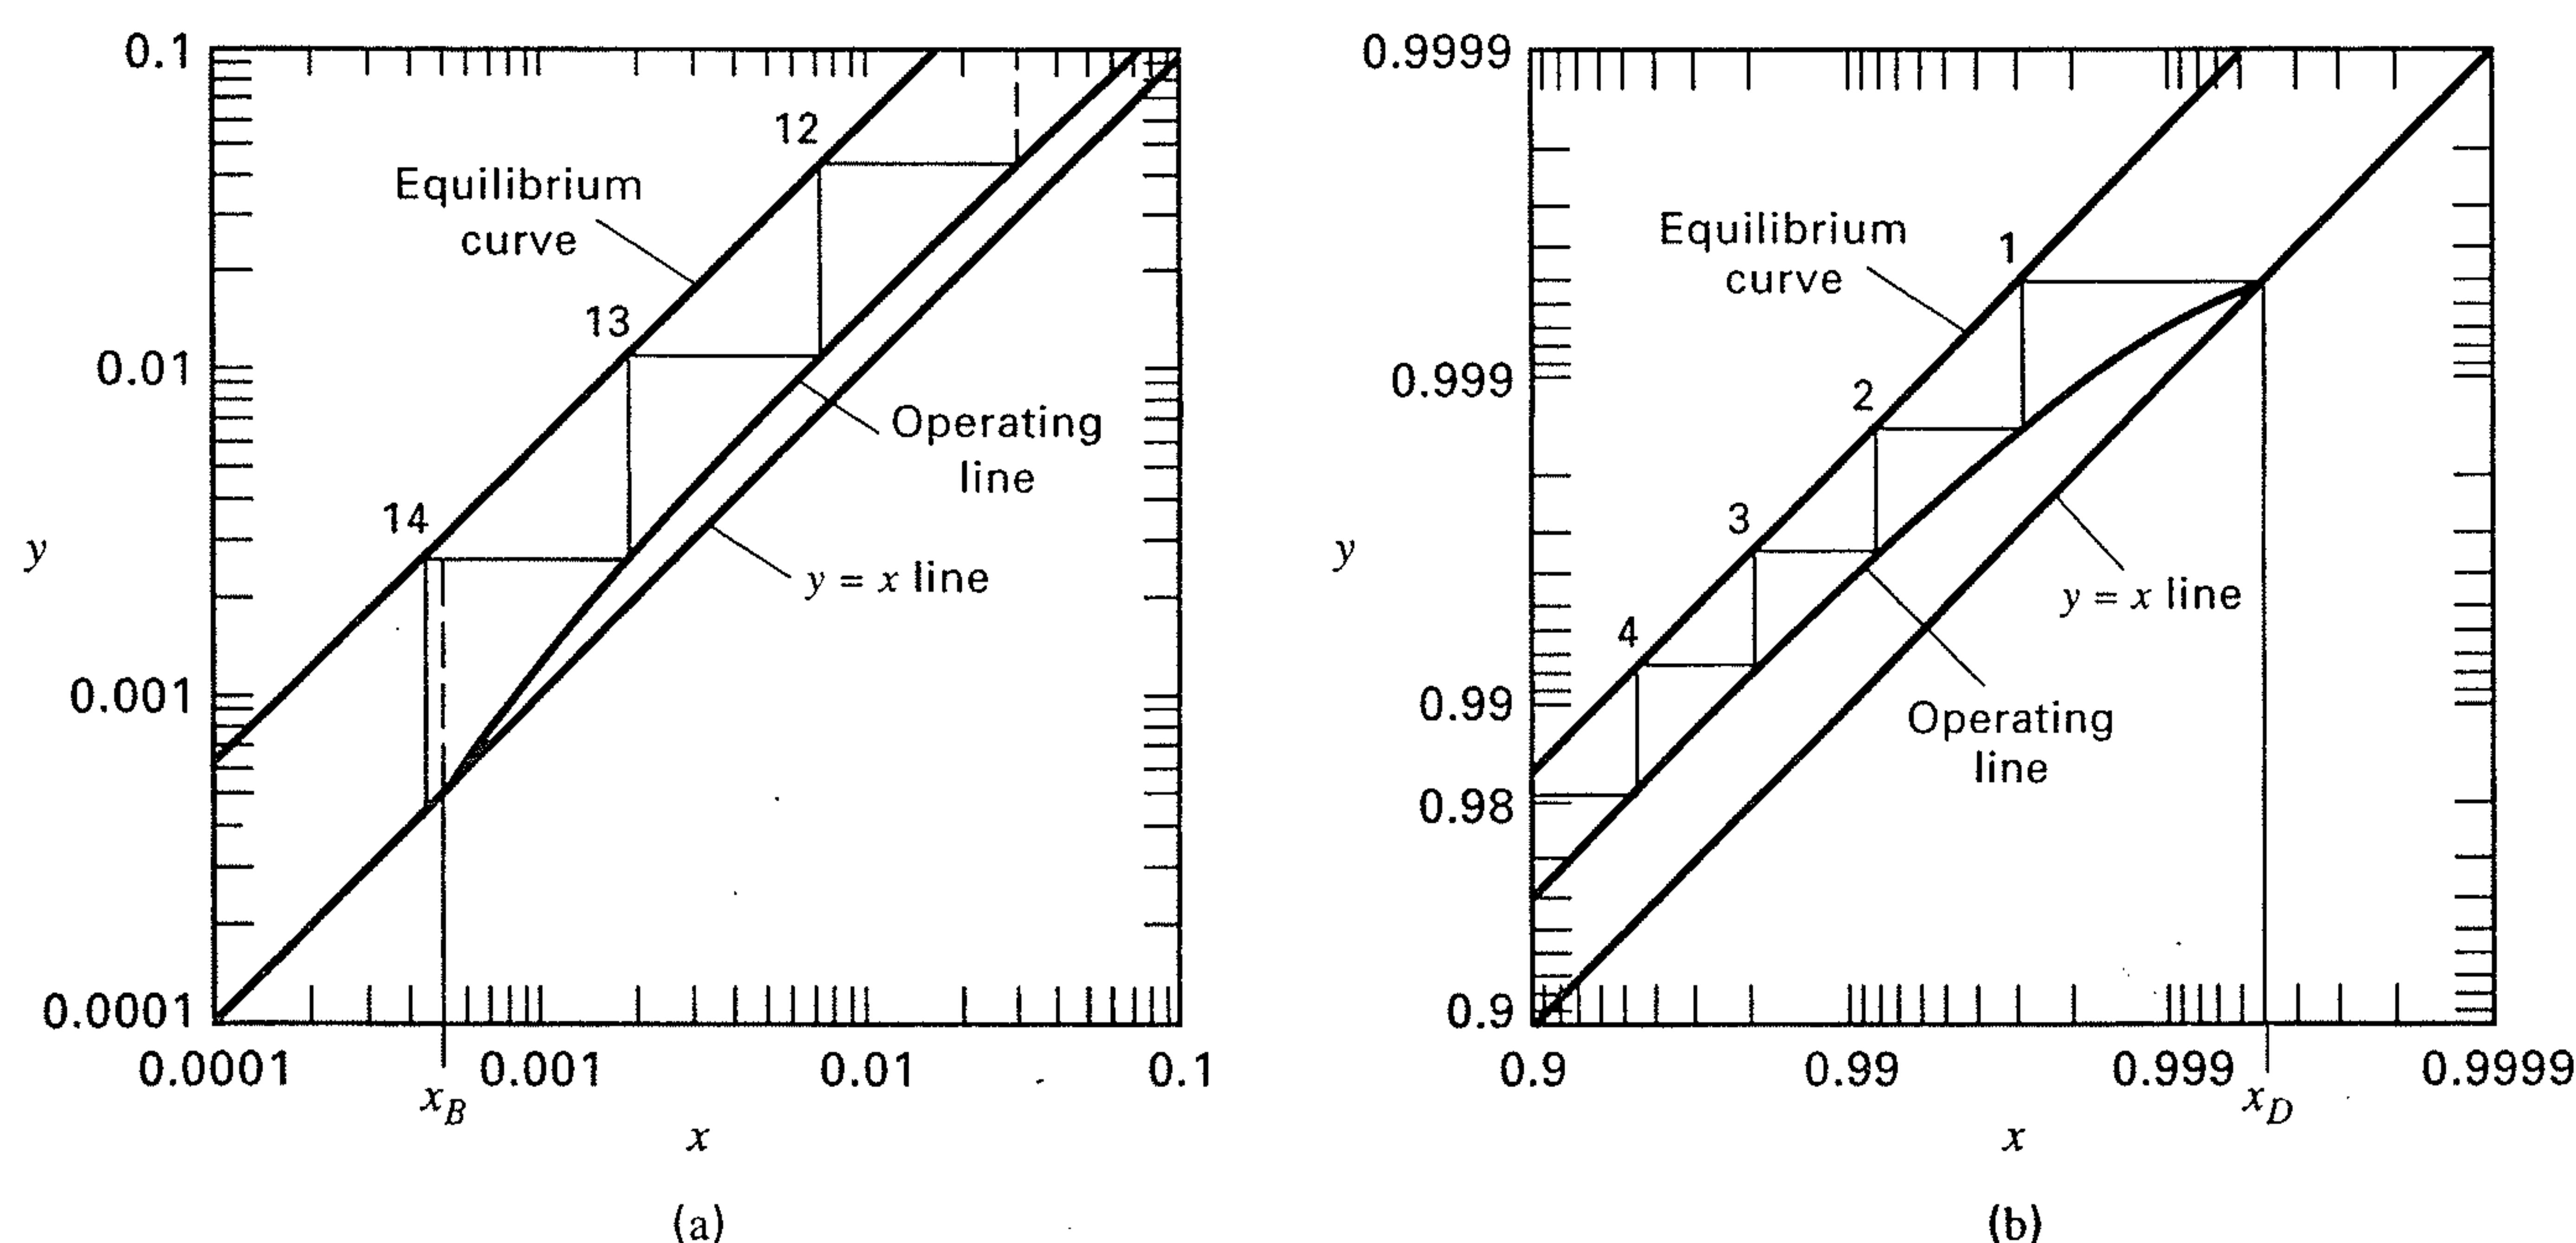 0.1
0.01
0.001
0.0001
y
12
13
14
Equilibrium
curve
Operating
line
y = x line
0.0001
0.001
0.01
0.1
x_B
x
(a)
0.9999
0.999
0.99
0.98
0.9
y
1
2
3
4
Equilibrium
curve
y = x line
Operating
line
0.9
0.99
0.999
0.9999
x_D
x
(b)